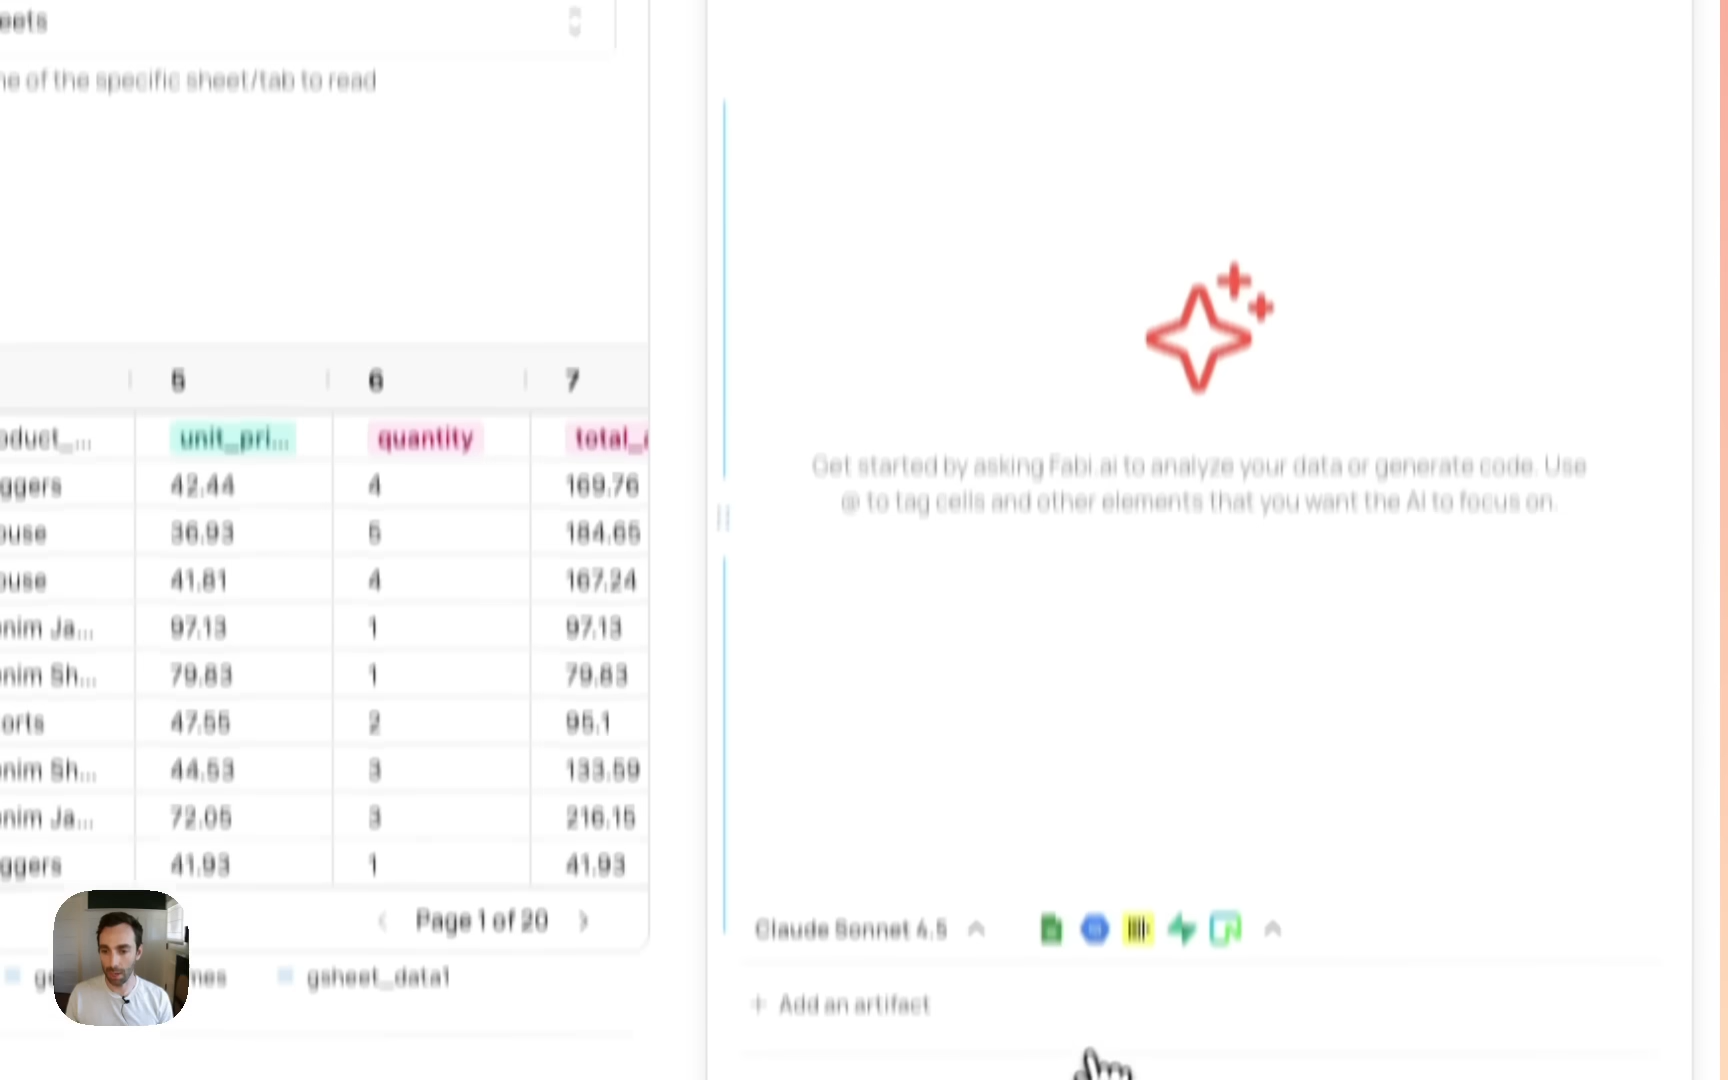 eets
ne of the specific sheet/tab to read
5 6 7
oduct_... unit_pri... quantity total_
ggers 42.44 4 169.76
ouse 36.93 5 184.65
ouse 41.81 4 167.24
nim Ja... 97.13 1 97.13
nim Sh... 79.83 1 79.83
orts 47.55 2 95.1
nim Sh... 44.53 3 133.59
nim Ja... 72.05 3 216.15
ggers 41.93 1 41.93
Page 1 of 20
gs mes gsheet_data1
Get started by asking Fabi.ai to analyze your data or generate code. Use
@ to tag cells and other elements that you want the AI to focus on.
Claude Sonnet 4.5
+ Add an artifact